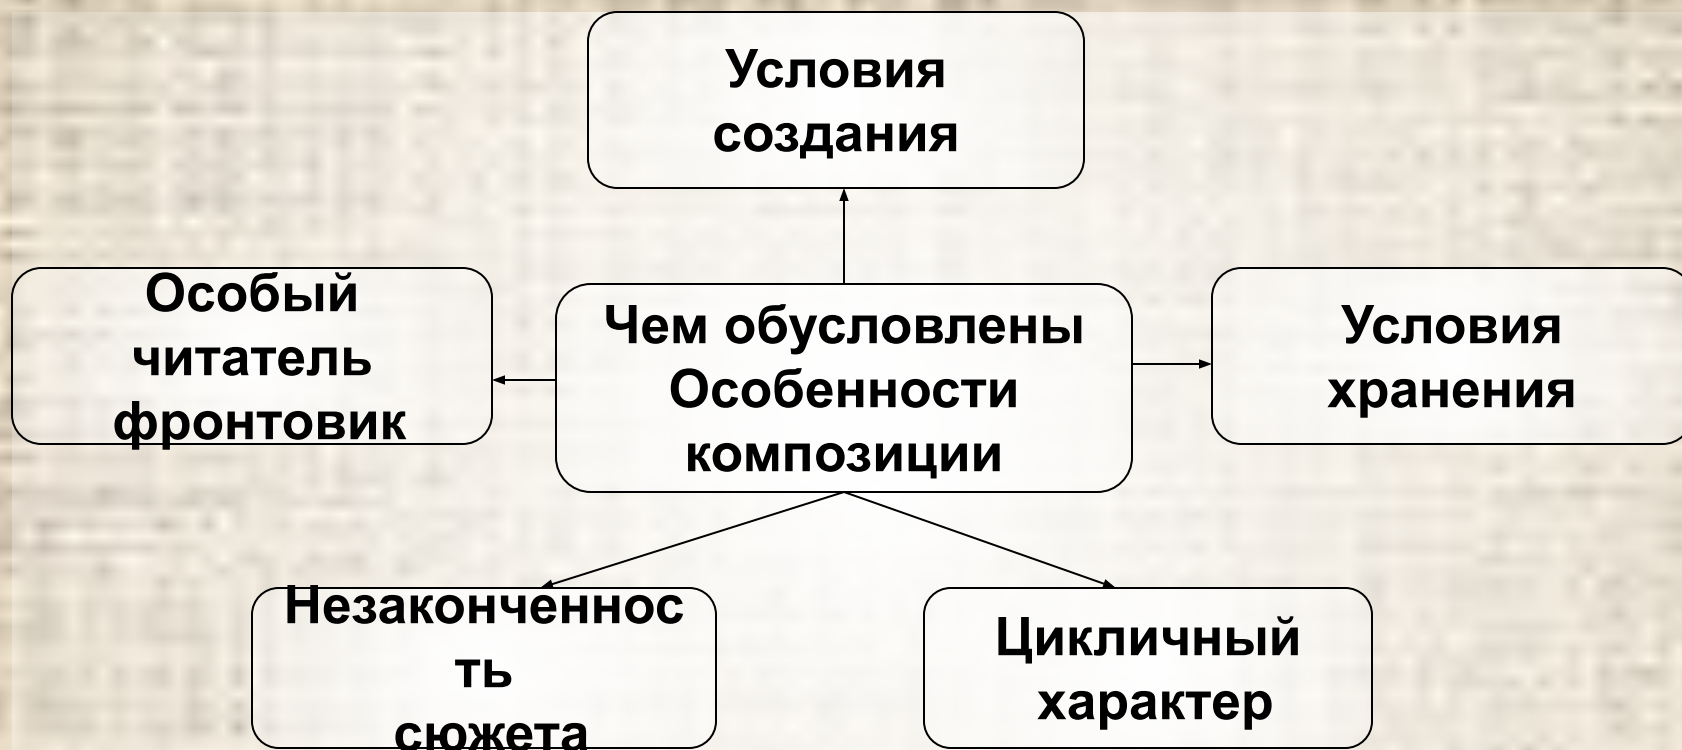 Условия
создания
Особый
читатель
фронтовик
Чем обусловлены
Особенности
композиции
Условия
хранения
Незаконченнос
ть
сюжета
Цикличный
характер